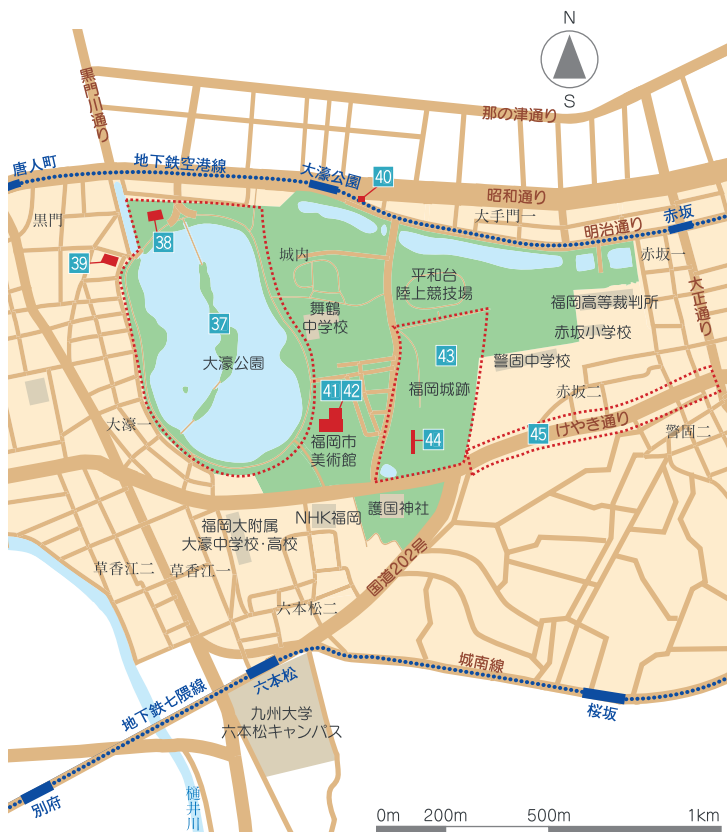 N
S
黒門川通り
那の津通り
唐人町
地下鉄空港線
大濠公園
40
昭和通り
黒門
大手門一
明治通り
赤坂
38
39
城内
赤坂一
平和台
陸上競技場
大正通り
舞鶴
中学校
福岡高等裁判所
37
赤坂小学校
大濠公園
43
警固中学校
福岡城跡
41
42
赤坂二
大濠一
福岡市
美術館
44
45
けやき通り
警固二
護国神社
NHK福岡
福岡大附属
大濠中学校・高校
国道202号
草香江二
草香江一
六本松二
城南線
六本松
桜坂
地下鉄七隈線
九州大学
六本松キャンパス
別府
樋井川
0m
200m
500m
1km